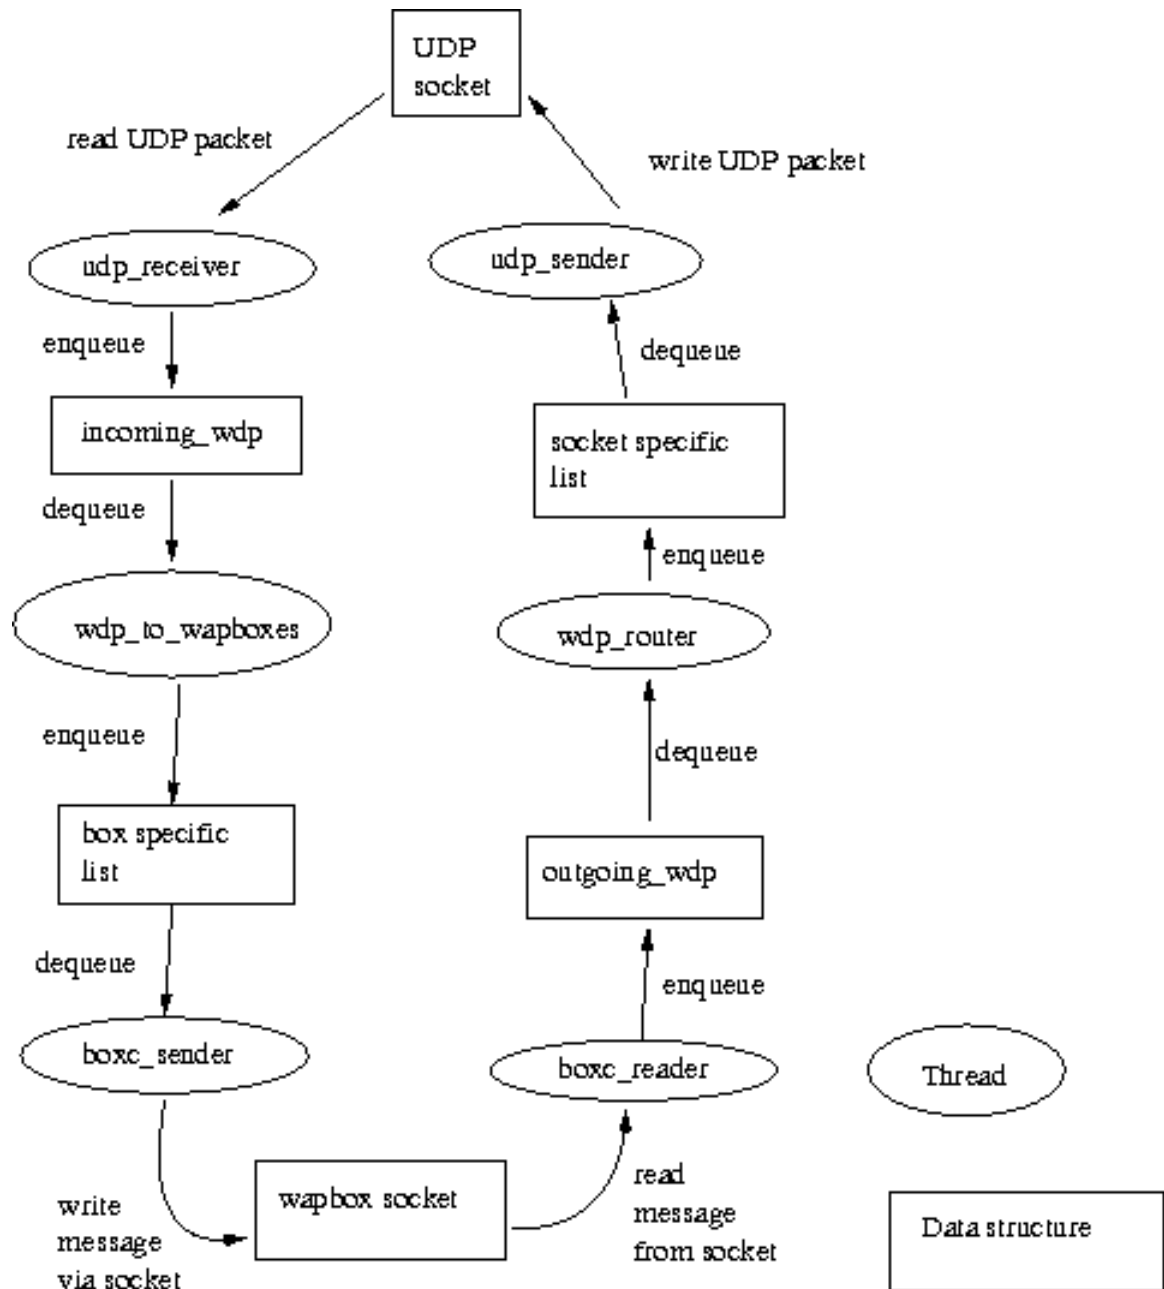 UDP
socket
read UDP packet
write UDP packet
udp_receiver
udp_sender
enqueue
dequeue
incoming_wdp
socket specific
list
dequeue
enqueue
wdp_to_wapboxes
wdp_router
enqueue
dequeue
box specific
list
outgoing_wdp
dequeue
enqueue
boxc_sender
boxc_reader
Thread
wapbox socket
write
message
via socket
read
message
from socket
Data structure